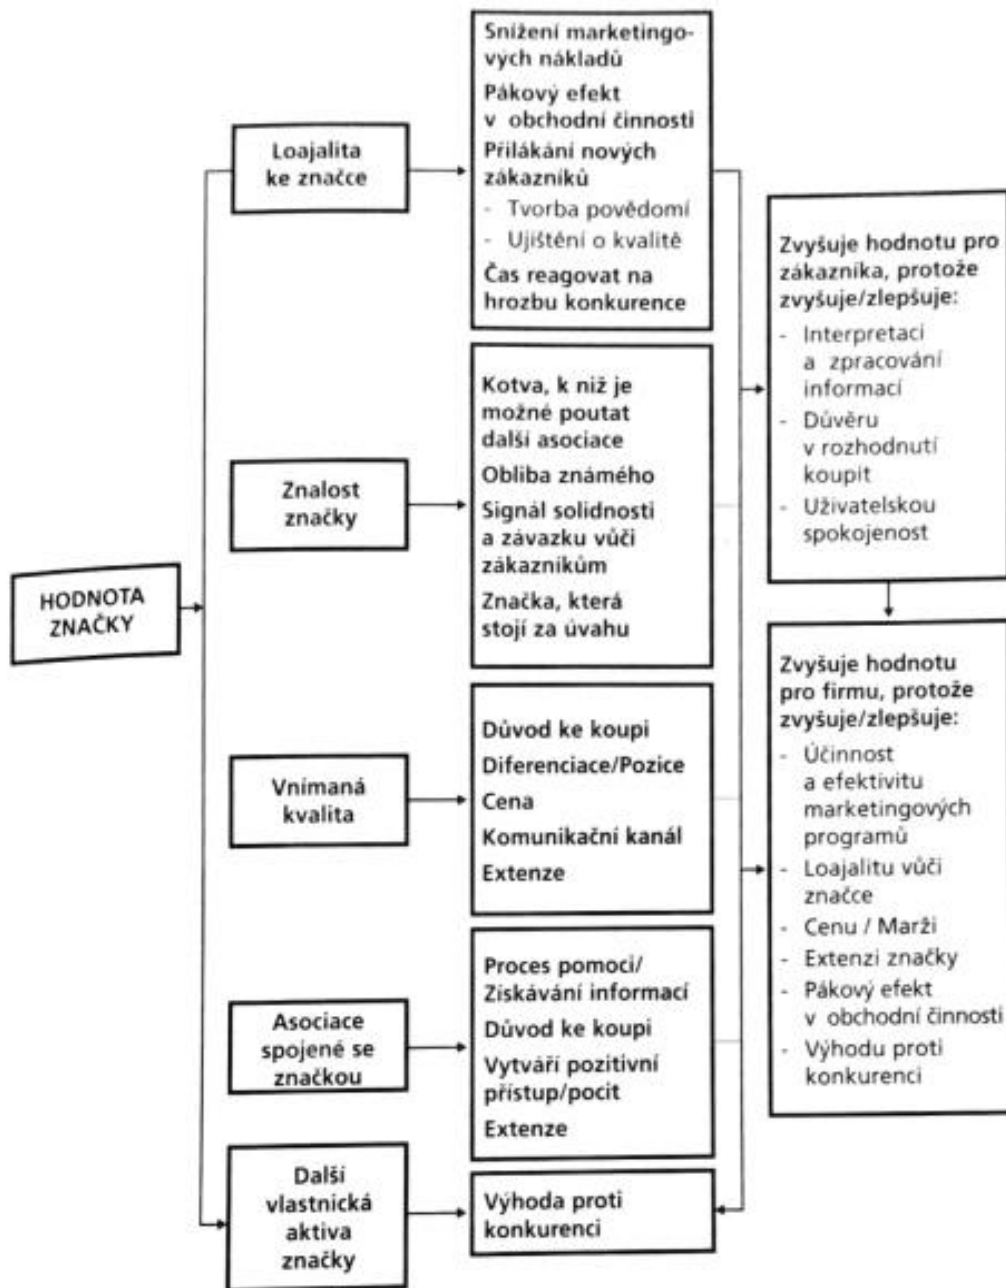 HODNOTA
ZNAČKY
Loajalita
ke značce
Snížení marketingo-
vých nákladů
Pákový efekt
v obchodní činnosti
Přilákání nových
zákazníků
- Tvorba povědomí
- Ujištění o kvalitě
Čas reagovat na
hrozbu konkurence
Znalost
značky
Kotva, k níž je
možné poutat
další asociace
Obliba známého
Signál solidnosti
a závazku vůči
zákazníkům
Značka, která
stojí za úvahu
Vnímaná
kvalita
Důvod ke koupi
Diferenciace/Pozice
Cena
Komunikační kanál
Extenze
Asociace
spojené se
značkou
Proces pomoci/
Získávání informací
Důvod ke koupi
Vytváří pozitivní
přístup/pocit
Extenze
Další
vlastnická
aktiva
značky
Výhoda proti
konkurenci
Zvyšuje hodnotu pro
zákazníka, protože
zvyšuje/zlepšuje:
- Interpretaci
a zpracování
informací
- Důvěru
v rozhodnutí
koupit
- Uživatelskou
spokojenost
Zvyšuje hodnotu
pro firmu, protože
zvyšuje/zlepšuje:
- Účinnost
a efektivitu
marketingových
programů
- Loajalitu vůči
značce
- Cenu / Marži
- Extenzi značky
- Pákový efekt
v obchodní činnosti
- Výhodu proti
konkurenci